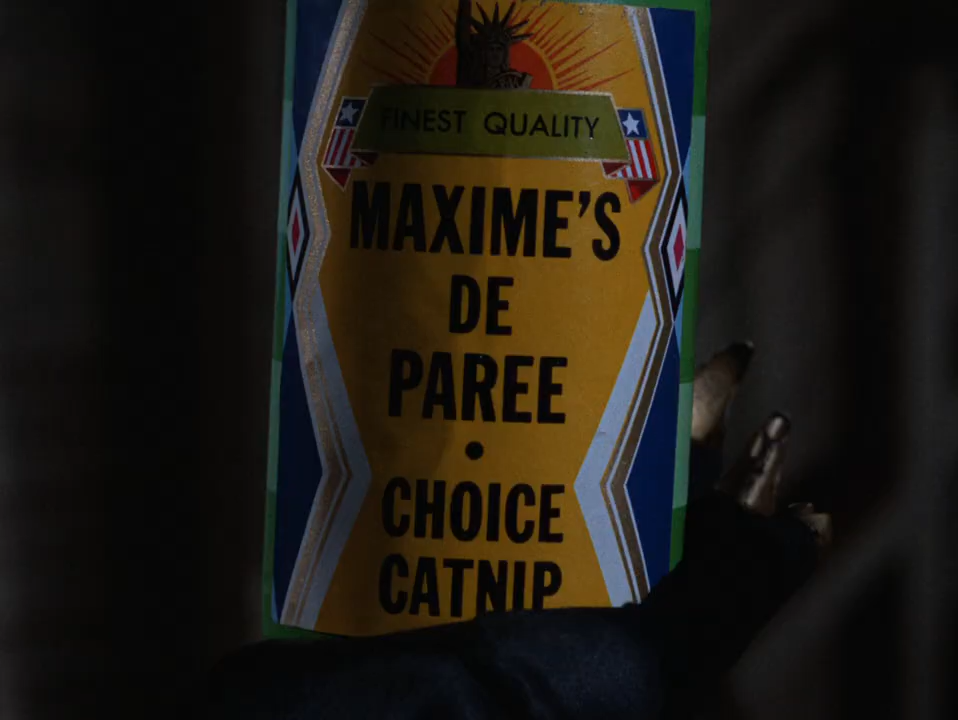 FINEST QUALITY
MAXIME'S
DE
PAREE
•
CHOICE
CATNIP